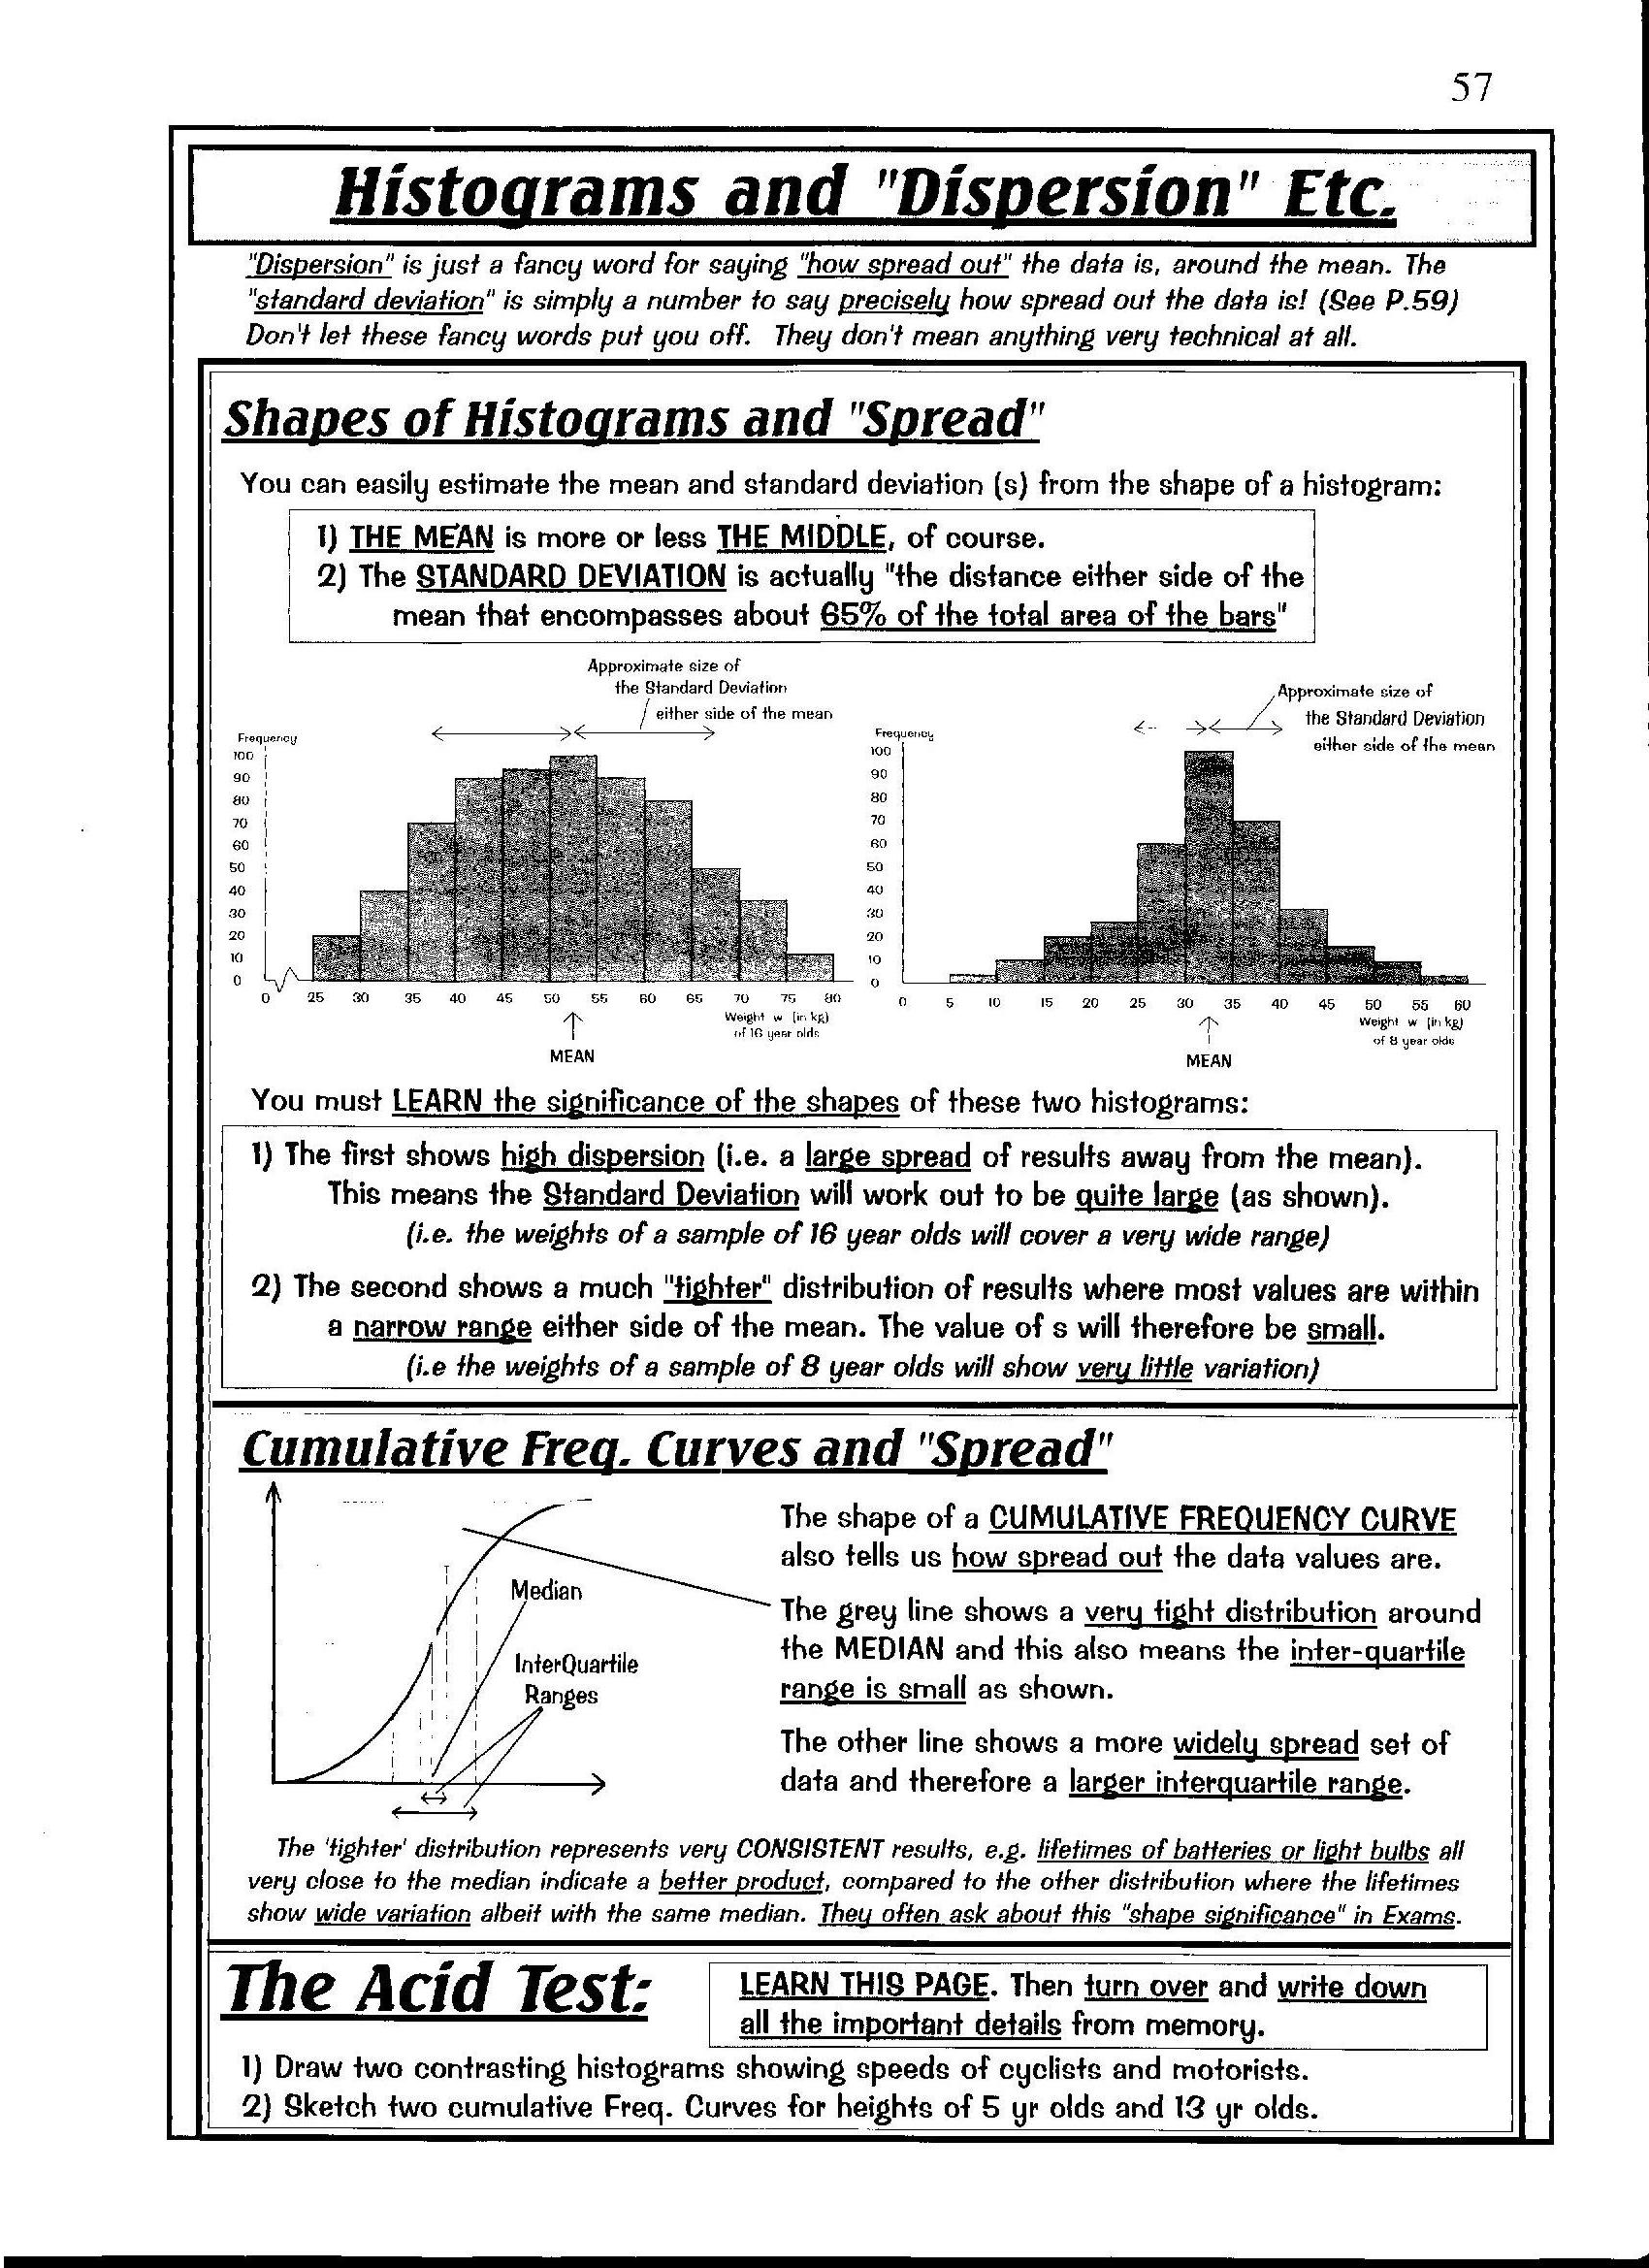 57
Histograms and "Dispersion" Etc.
"Dispersion" is just a fancy word for saying "how spread out" the data is, around the mean. The
"standard deviation" is simply a number to say precisely how spread out the data is! (See P.59)
Don't let these fancy words put you off. They don't mean anything very technical at all.
Shapes of Histograms and "Spread"
You can easily estimate the mean and standard deviation (s) from the shape of a histogram:
1) THE MEAN is more or less THE MIDDLE, of course.
2) The STANDARD DEVIATION is actually "the distance either side of the
mean that encompasses about 65% of the total area of the bars"
Approximate size of
the Standard Deviation
either side of the mean
Frequency
100
90
80
70
60
50
40
30
20
10
0
0 25 30 35 40 45 50 55 60 65 70 75 80
Weight w (in kg)
of 16 year olds
MEAN
Approximate size of
the Standard Deviation
either side of the mean
Frequency
100
90
80
70
60
50
40
30
20
10
0
0 5 10 15 20 25 30 35 40 45 50 55 60
Weight w (in kg)
of 8 year olds
MEAN
You must LEARN the significance of the shapes of these two histograms:
1) The first shows high dispersion (i.e. a large spread of results away from the mean).
This means the Standard Deviation will work out to be quite large (as shown).
(i.e. the weights of a sample of 16 year olds will cover a very wide range)
2) The second shows a much "tighter" distribution of results where most values are within
a narrow range either side of the mean. The value of s will therefore be small.
(i.e the weights of a sample of 8 year olds will show very little variation)
Cumulative Freq. Curves and "Spread"
Median
InterQuartile
Ranges
The shape of a CUMULATIVE FREQUENCY CURVE
also tells us how spread out the data values are.
The grey line shows a very tight distribution around
the MEDIAN and this also means the inter-quartile
range is small as shown.
The other line shows a more widely spread set of
data and therefore a larger interquartile range.
The 'tighter' distribution represents very CONSISTENT results, e.g. lifetimes of batteries or light bulbs all
very close to the median indicate a better product, compared to the other distribution where the lifetimes
show wide variation albeit with the same median. They often ask about this "shape significance" in Exams.
The Acid Test:
LEARN THIS PAGE. Then turn over and write down
all the important details from memory.
1) Draw two contrasting histograms showing speeds of cyclists and motorists.
2) Sketch two cumulative Freq. Curves for heights of 5 yr olds and 13 yr olds.